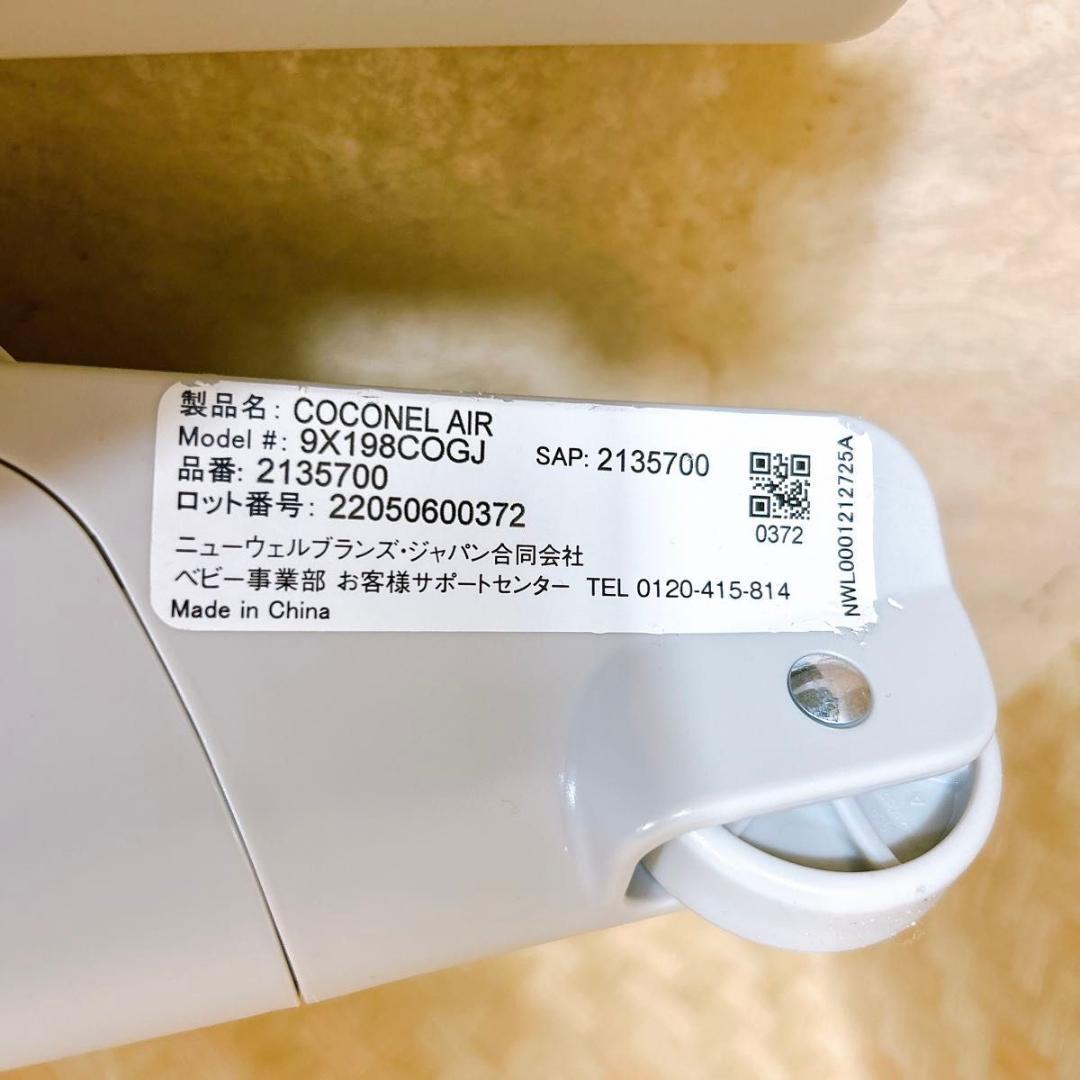 製品名: COCONEL AIR
Model #: 9X198COGJ
SAP: 2135700
品番: 2135700
ロット番号: 22050600372
0372
ニューウェルブランズ・ジャパン合同会社
ベビー事業部 お客様サポートセンター TEL 0120-415-814
Made in China
NWL0001212725A